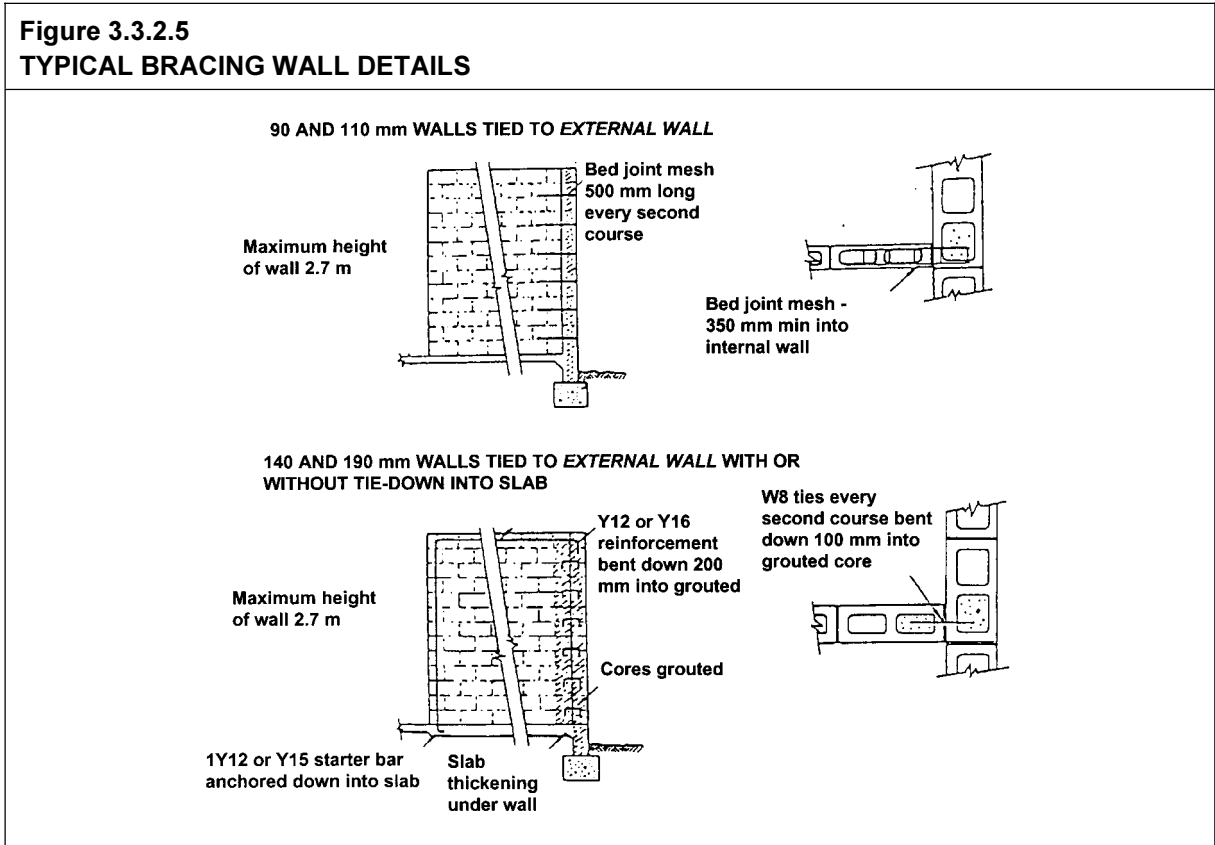 Figure 3.3.2.5
TYPICAL BRACING WALL DETAILS
90 AND 110 mm WALLS TIED TO EXTERNAL WALL
Bed joint mesh
500 mm long
every second
course
Maximum height
of wall 2.7 m
Bed joint mesh -
350 mm min into
internal wall
140 AND 190 mm WALLS TIED TO EXTERNAL WALL WITH OR
WITHOUT TIE-DOWN INTO SLAB
W8 ties every
second course bent
down 100 mm into
grouted core
Y12 or Y16
reinforcement
bent down 200
mm into grouted
Maximum height
of wall 2.7 m
Cores grouted
1Y12 or Y15 starter bar
anchored down into slab
Slab
thickening
under wall